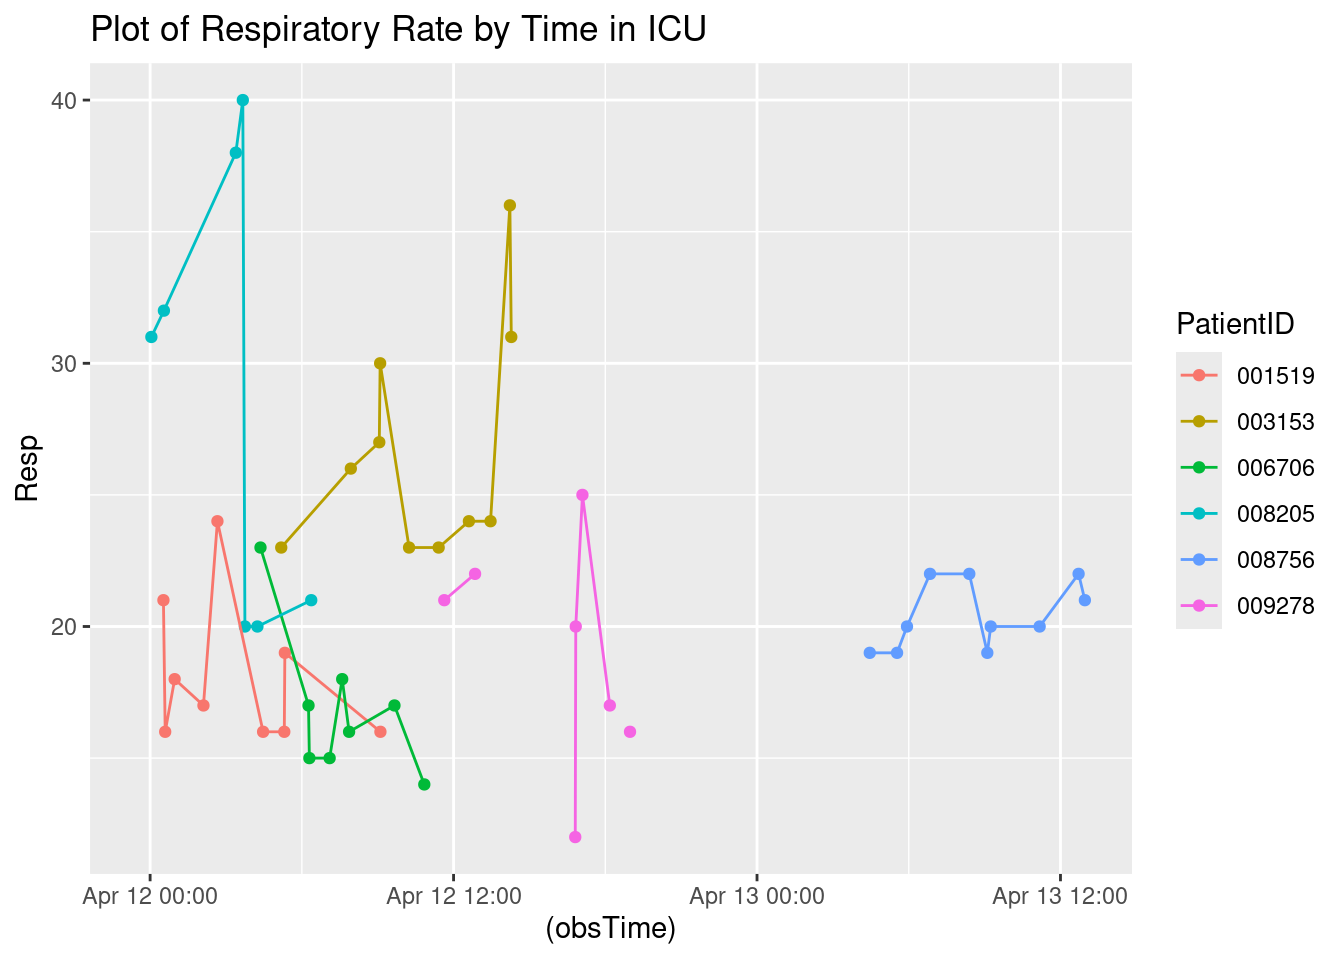 Plot of Respiratory Rate by Time in ICU
40
30
20
Resp
Apr 12 00:00
Apr 12 12:00
Apr 13 00:00
Apr 13 12:00
(obsTime)
PatientID
001519
003153
006706
008205
008756
009278